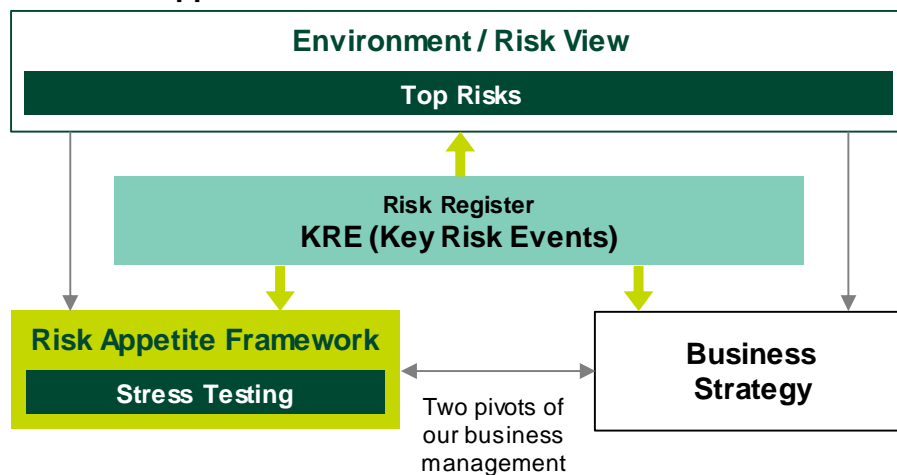 Environment / Risk View
Top Risks
Risk Register
KRE (Key Risk Events)
Risk Appetite Framework
Stress Testing
Business
Strategy
Two pivots of
our business
management